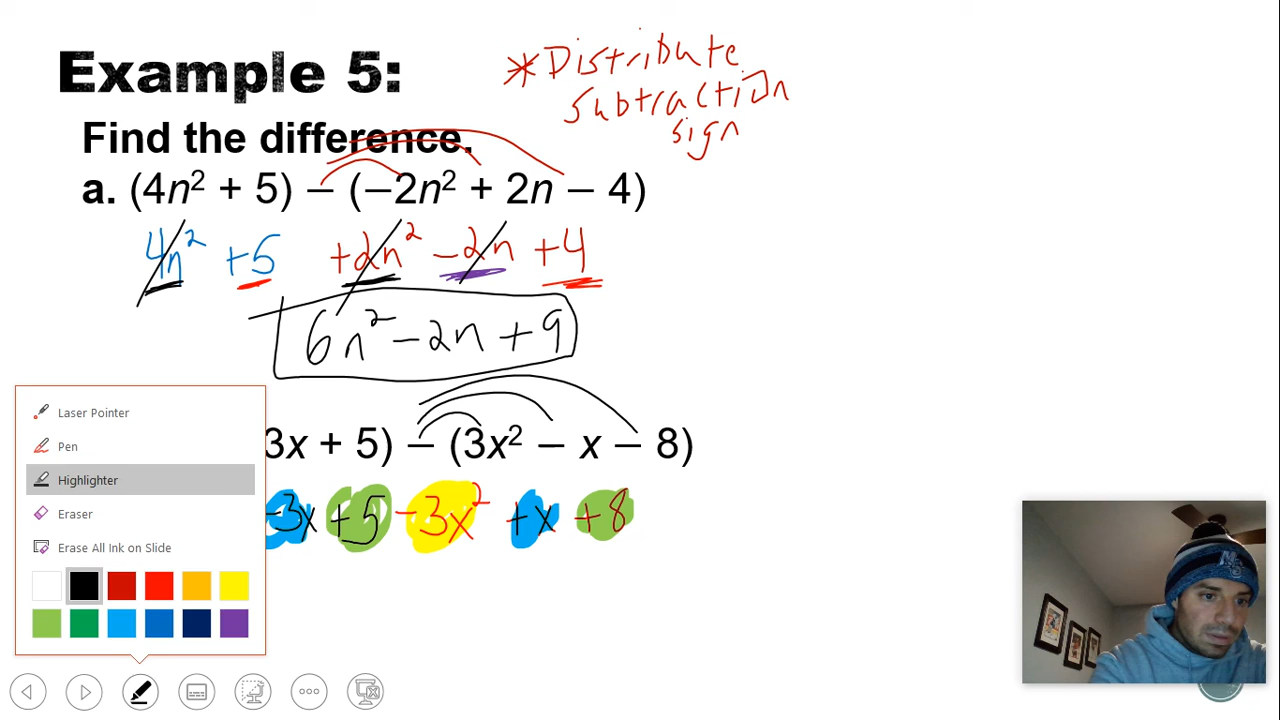 Example 5:
*Distribute
subtraction
sign
Find the difference.
a. (4n² + 5) – (–2n² + 2n – 4)
4n² +5 +2n² -2n +4
6n² -2n +9
3x + 5) – (3x² – x – 8)
-3x +5 -3x² +x +8
Laser Pointer
Pen
Highlighter
Eraser
Erase All Ink on Slide